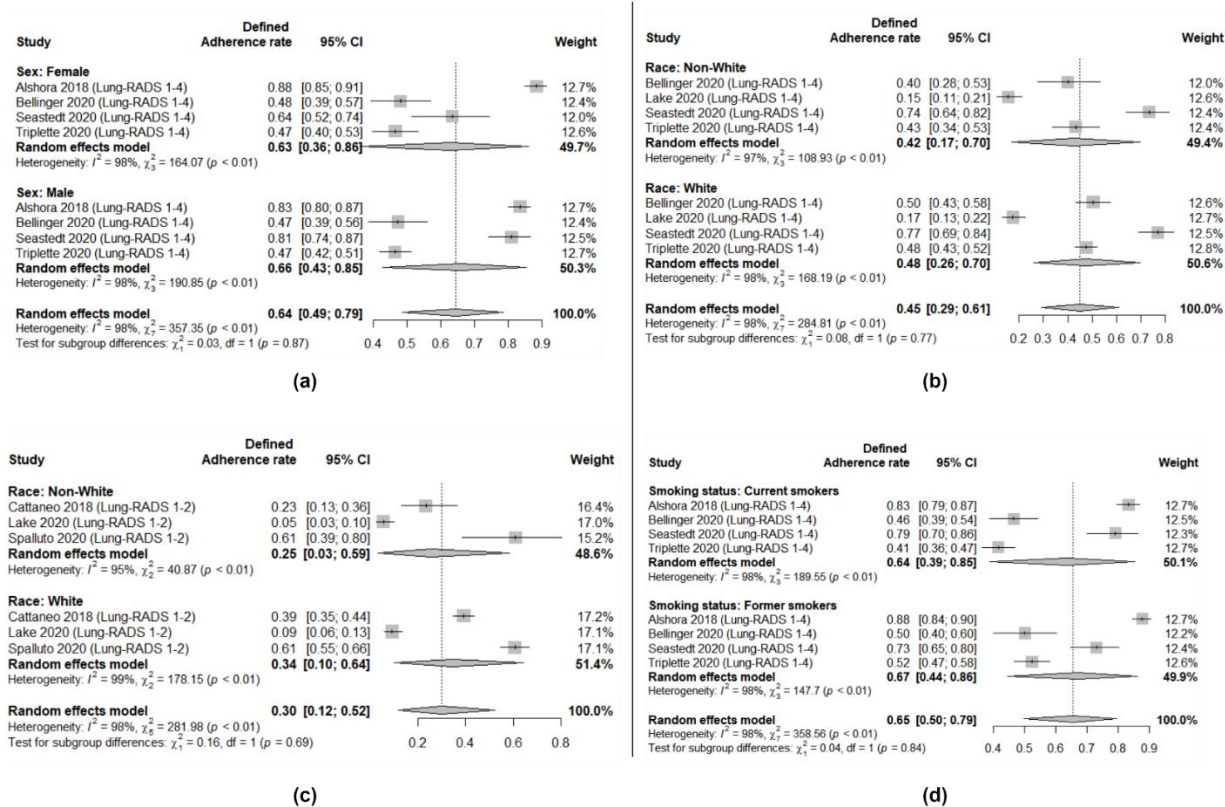 Defined
Study Adherence rate 95% CI Weight
Sex: Female
Alshora 2018 (Lung-RADS 1-4) 0.88 [0.85; 0.91] 12.7%
Bellinger 2020 (Lung-RADS 1-4) 0.48 [0.39; 0.57] 12.4%
Seastedt 2020 (Lung-RADS 1-4) 0.64 [0.52; 0.74] 12.0%
Triplette 2020 (Lung-RADS 1-4) 0.47 [0.40; 0.53] 12.6%
Random effects model 0.63 [0.36; 0.86] 49.7%
Heterogeneity: I² = 98%, χ²₃ = 164.07 (p < 0.01)
Sex: Male
Alshora 2018 (Lung-RADS 1-4) 0.83 [0.80; 0.87] 12.7%
Bellinger 2020 (Lung-RADS 1-4) 0.47 [0.39; 0.56] 12.4%
Seastedt 2020 (Lung-RADS 1-4) 0.81 [0.74; 0.87] 12.5%
Triplette 2020 (Lung-RADS 1-4) 0.47 [0.42; 0.51] 12.7%
Random effects model 0.66 [0.43; 0.85] 50.3%
Heterogeneity: I² = 98%, χ²₃ = 190.85 (p < 0.01)
Random effects model 0.64 [0.49; 0.79] 100.0%
Heterogeneity: I² = 98%, χ²₇ = 357.35 (p < 0.01)
Test for subgroup differences: χ²₁ = 0.03, df = 1 (p = 0.87)
0.4 0.5 0.6 0.7 0.8 0.9
(a)
Defined
Study Adherence rate 95% CI Weight
Race: Non-White
Bellinger 2020 (Lung-RADS 1-4) 0.40 [0.28; 0.53] 12.0%
Lake 2020 (Lung-RADS 1-4) 0.15 [0.11; 0.21] 12.6%
Seastedt 2020 (Lung-RADS 1-4) 0.74 [0.64; 0.82] 12.4%
Triplette 2020 (Lung-RADS 1-4) 0.43 [0.34; 0.53] 12.4%
Random effects model 0.42 [0.17; 0.70] 49.4%
Heterogeneity: I² = 97%, χ²₃ = 108.93 (p < 0.01)
Race: White
Bellinger 2020 (Lung-RADS 1-4) 0.50 [0.43; 0.58] 12.6%
Lake 2020 (Lung-RADS 1-4) 0.17 [0.13; 0.22] 12.7%
Seastedt 2020 (Lung-RADS 1-4) 0.77 [0.69; 0.84] 12.5%
Triplette 2020 (Lung-RADS 1-4) 0.48 [0.43; 0.52] 12.8%
Random effects model 0.48 [0.26; 0.70] 50.6%
Heterogeneity: I² = 98%, χ²₃ = 168.19 (p < 0.01)
Random effects model 0.45 [0.29; 0.61] 100.0%
Heterogeneity: I² = 98%, χ²₇ = 284.81 (p < 0.01)
Test for subgroup differences: χ²₁ = 0.08, df = 1 (p = 0.77)
0.2 0.3 0.4 0.5 0.6 0.7 0.8
(b)
Defined
Study Adherence rate 95% CI Weight
Race: Non-White
Cattaneo 2018 (Lung-RADS 1-2) 0.23 [0.13; 0.36] 16.4%
Lake 2020 (Lung-RADS 1-2) 0.05 [0.03; 0.10] 17.0%
Spalluto 2020 (Lung-RADS 1-2) 0.61 [0.39; 0.80] 15.2%
Random effects model 0.25 [0.03; 0.59] 48.6%
Heterogeneity: I² = 95%, χ²₂ = 40.87 (p < 0.01)
Race: White
Cattaneo 2018 (Lung-RADS 1-2) 0.39 [0.35; 0.44] 17.2%
Lake 2020 (Lung-RADS 1-2) 0.09 [0.06; 0.13] 17.1%
Spalluto 2020 (Lung-RADS 1-2) 0.61 [0.55; 0.66] 17.1%
Random effects model 0.34 [0.10; 0.64] 51.4%
Heterogeneity: I² = 99%, χ²₂ = 178.15 (p < 0.01)
Random effects model 0.30 [0.12; 0.52] 100.0%
Heterogeneity: I² = 98%, χ²₅ = 281.98 (p < 0.01)
Test for subgroup differences: χ²₁ = 0.16, df = 1 (p = 0.69)
0.2 0.4 0.6 0.8
(c)
Defined
Study Adherence rate 95% CI Weight
Smoking status: Current smokers
Alshora 2018 (Lung-RADS 1-4) 0.83 [0.79; 0.87] 12.7%
Bellinger 2020 (Lung-RADS 1-4) 0.46 [0.39; 0.54] 12.5%
Seastedt 2020 (Lung-RADS 1-4) 0.79 [0.70; 0.86] 12.3%
Triplette 2020 (Lung-RADS 1-4) 0.41 [0.36; 0.47] 12.7%
Random effects model 0.64 [0.39; 0.85] 50.1%
Heterogeneity: I² = 98%, χ²₃ = 189.55 (p < 0.01)
Smoking status: Former smokers
Alshora 2018 (Lung-RADS 1-4) 0.88 [0.84; 0.90] 12.7%
Bellinger 2020 (Lung-RADS 1-4) 0.50 [0.40; 0.60] 12.2%
Seastedt 2020 (Lung-RADS 1-4) 0.73 [0.65; 0.80] 12.4%
Triplette 2020 (Lung-RADS 1-4) 0.52 [0.47; 0.58] 12.6%
Random effects model 0.67 [0.44; 0.86] 49.9%
Heterogeneity: I² = 98%, χ²₃ = 147.7 (p < 0.01)
Random effects model 0.65 [0.50; 0.79] 100.0%
Heterogeneity: I² = 98%, χ²₇ = 358.56 (p < 0.01)
Test for subgroup differences: χ²₁ = 0.04, df = 1 (p = 0.84)
0.4 0.5 0.6 0.7 0.8 0.9
(d)